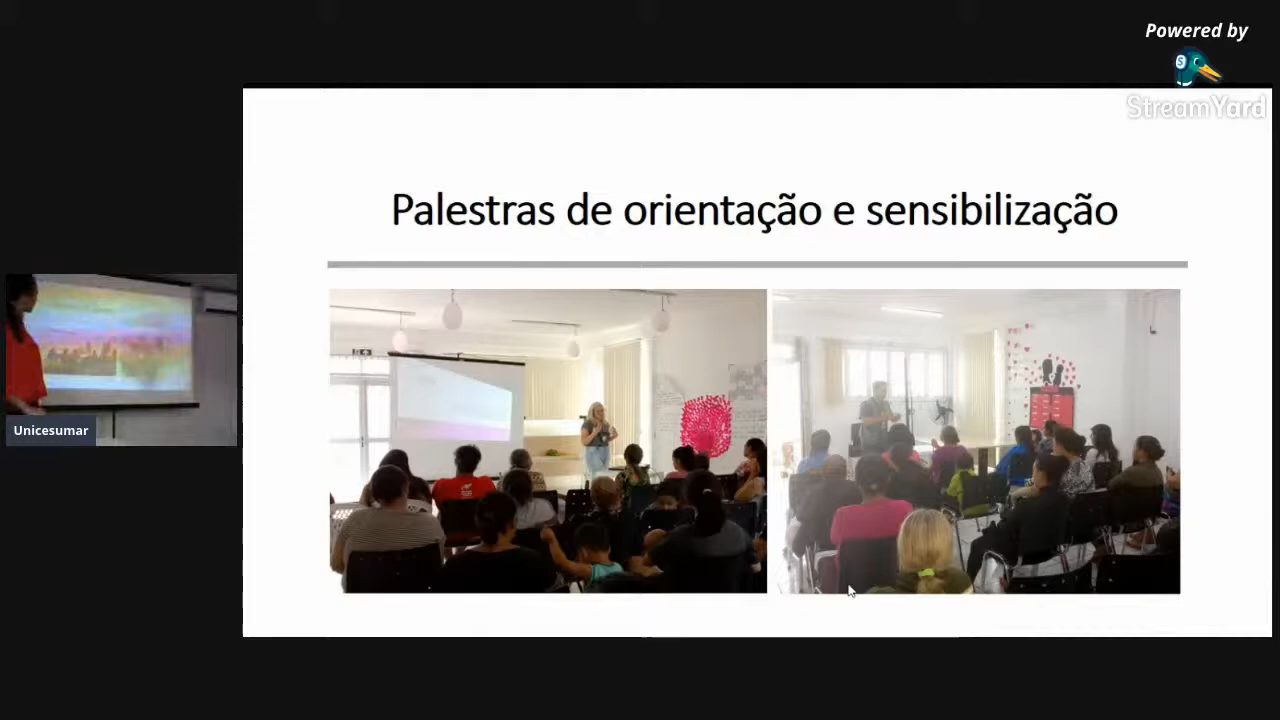 Powered by
StreamYard
Palestras de orientação e sensibilização
Unicesumar